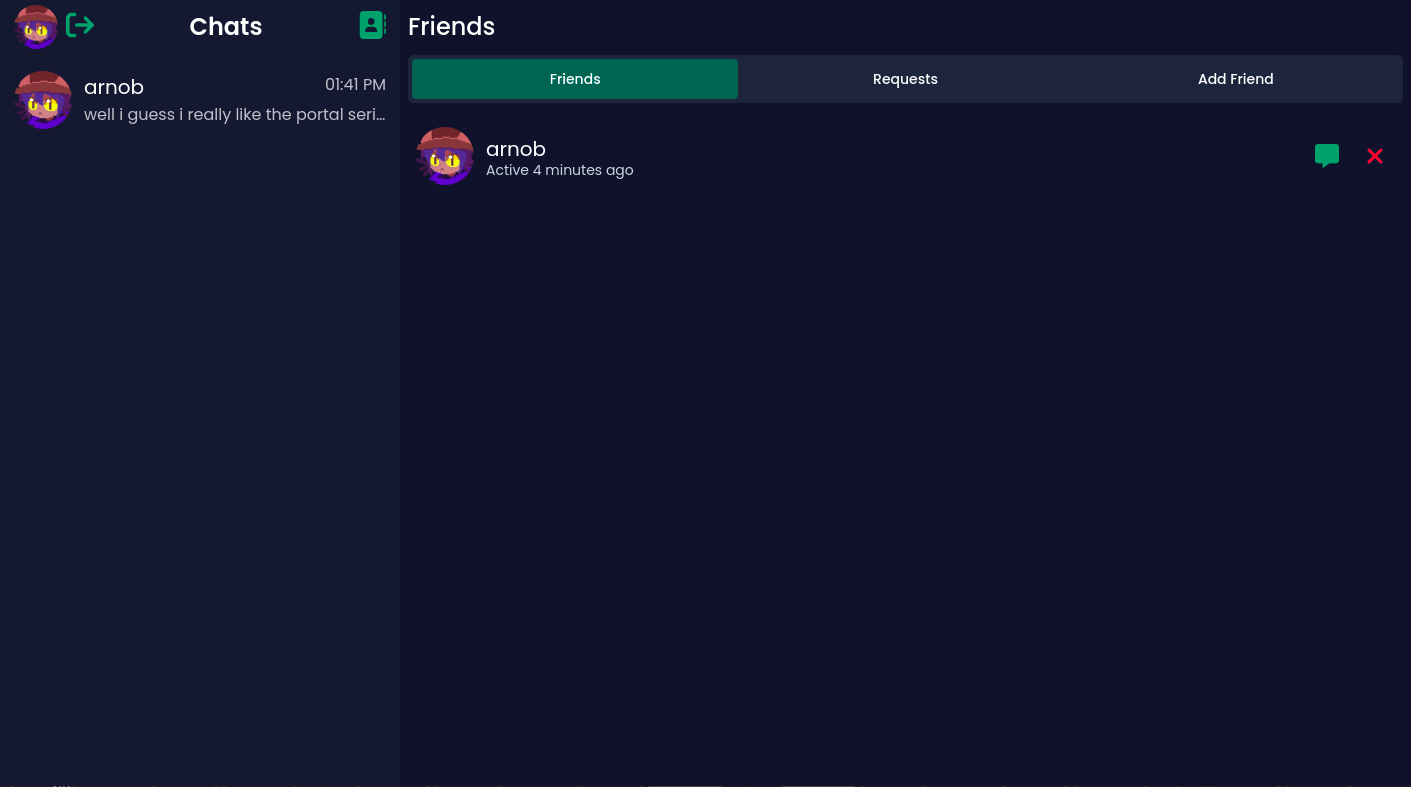 Chats
arnob
01:41 PM
well i guess i really like the portal seri...
Friends
Friends
Requests
Add Friend
arnob
Active 4 minutes ago